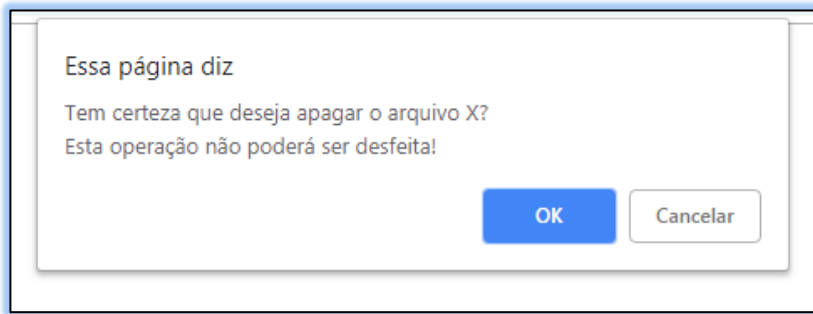 Essa página diz
Tem certeza que deseja apagar o arquivo X?
Esta operação não poderá ser desfeita!
OK
Cancelar